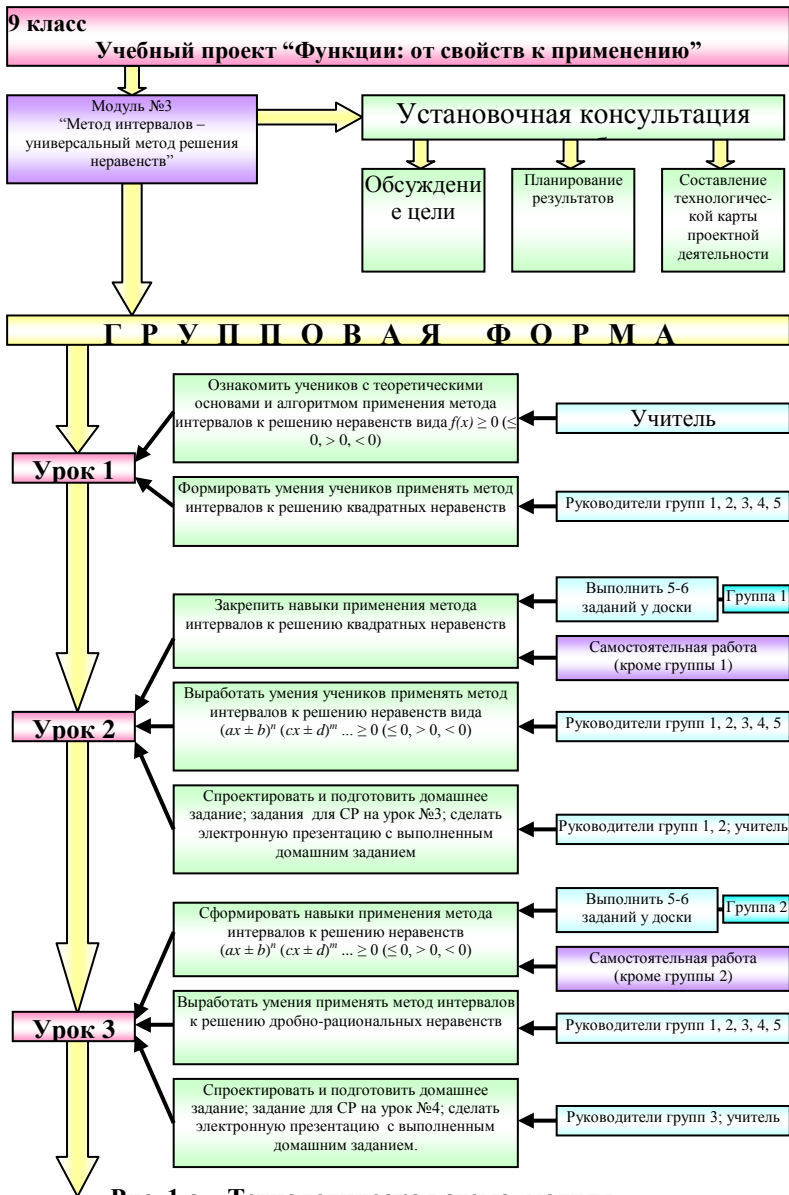 9 класс
Учебный проект “Функции: от свойств к применению”
Модуль №3
“Метод интервалов –
универсальный метод решения
неравенств”
Установочная консультация
Обсуждени
е цели
Планирование
результатов
Составление
технологичес-
кой карты
проектной
деятельности
Г Р У П П О В А Я Ф О Р М А
Ознакомить учеников с теоретическими
основами и алгоритмом применения метода
интервалов к решению неравенств вида f(x) ≥ 0 (≤
0, > 0, < 0)
Учитель
Урок 1
Формировать умения учеников применять метод
интервалов к решению квадратных неравенств
Руководители групп 1, 2, 3, 4, 5
Закрепить навыки применения метода
интервалов к решению квадратных неравенств
Выполнить 5-6
заданий у доски
Группа 1
Самостоятельная работа
(кроме группы 1)
Урок 2
Выработать умения учеников применять метод
интервалов к решению неравенств вида
(ax ± b)ⁿ (cx ± d)ᵐ ... ≥ 0 (≤ 0, > 0, < 0)
Руководители групп 1, 2, 3, 4, 5
Спроектировать и подготовить домашнее
задание; задания для СР на урок №3; сделать
электронную презентацию с выполненным
домашним заданием
Руководители групп 1, 2; учитель
Сформировать навыки применения метода
интервалов к решению неравенств
(ax ± b)ⁿ (cx ± d)ᵐ ... ≥ 0 (≤ 0, > 0, < 0)
Выполнить 5-6
заданий у доски
Группа 2
Самостоятельная работа
(кроме группы 2)
Урок 3
Выработать умения применять метод интервалов
к решению дробно-рациональных неравенств
Руководители групп 1, 2, 3, 4, 5
Спроектировать и подготовить домашнее
задание; задание для СР на урок №4; сделать
электронную презентацию с выполненным
домашним заданием.
Руководители групп 3; учитель